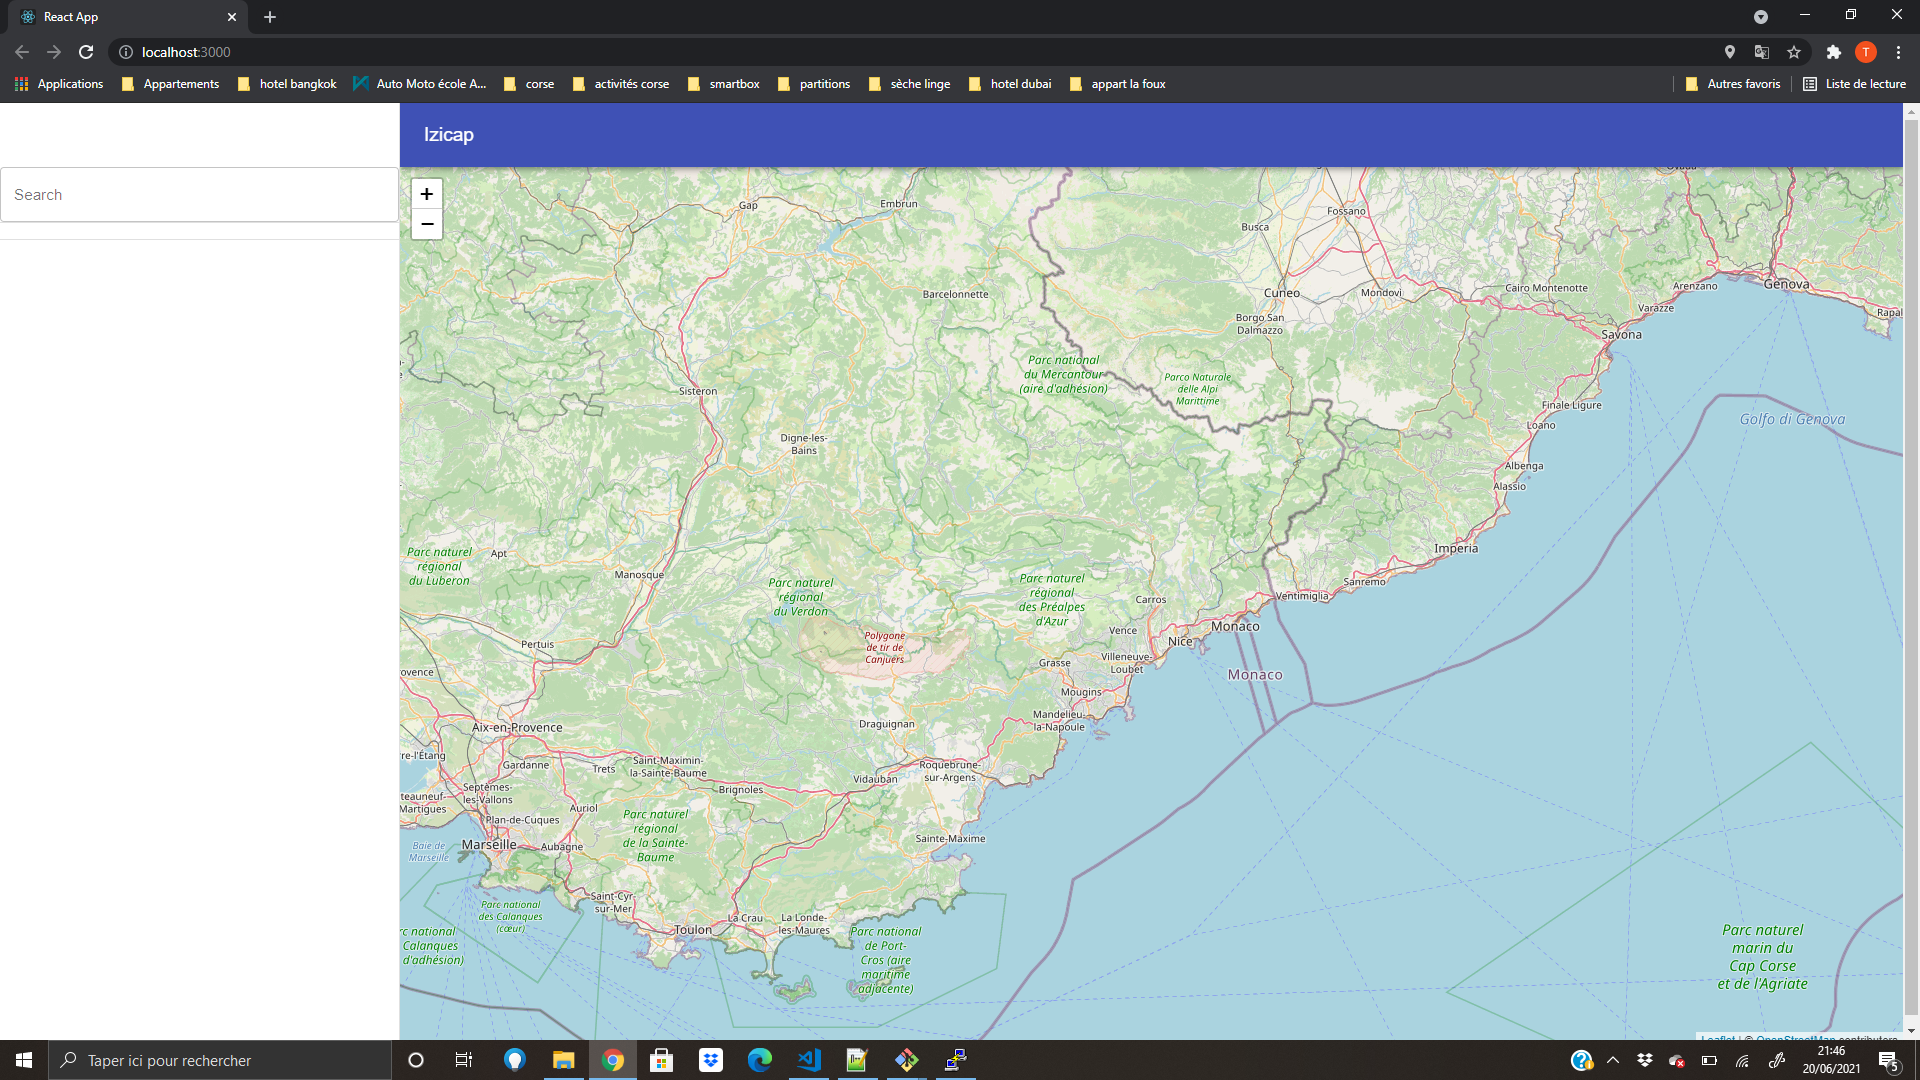 React App
localhost:3000
T
Applications
Appartements
hotel bangkok
Auto Moto école A...
corse
activités corse
smartbox
partitions
sèche linge
hotel dubai
appart la foux
Autres favoris
Liste de lecture
Izicap
Search
+
−
Gap
Embrun
Fossano
Busca
Barcelonnette
Cuneo
Mondovì
Cairo Montenotte
Arenzano
Genova
Varazze
Rapal
Borgo San
Dalmazzo
Savona
Parc national
du Mercantour
(aire d'adhésion)
Parco Naturale
delle Alpi
Marittime
Sisteron
Finale Ligure
Loano
Golfo di Genova
Digne-les-
Bains
Albenga
Alassio
Parc naturel
régional
du Luberon
Apt
Manosque
Imperia
Parc naturel
régional
du Verdon
Parc naturel
régional
des Préalpes
d'Azur
Carros
Sanremo
Ventimiglia
Pertuis
Polygone
de tir de
Canjuers
Vence
Nice
Monaco
Monaco
Grasse
Villeneuve-
Loubet
ovence
Mougins
Mandelieu-
la-Napoule
Aix-en-Provence
Draguignan
re-l'Étang
Gardanne
Trets
Saint-Maximin-
la-Sainte-Baume
Vidauban
Roquebrune-
sur-Argens
Brignoles
Septèmes-
les-Vallons
teauneuf-
Martigues
Auriol
Plan-de-Cuques
Parc naturel
régional
de la Sainte-
Baume
Sainte-Maxime
Marseille
Baie de
Marseille
Aubagne
Saint-Cyr-
sur-Mer
Parc national
des Calanques
(cœur)
La Crau
La Londe-
les-Maures
Toulon
rc national
Calanques
d'adhésion)
Parc national
de Port-
Cros (aire
maritime
adjacente)
Parc naturel
marin du
Cap Corse
et de l'Agriate
Leaflet | © OpenStreetMap contributors
Taper ici pour rechercher
21:46
20/06/2021
5